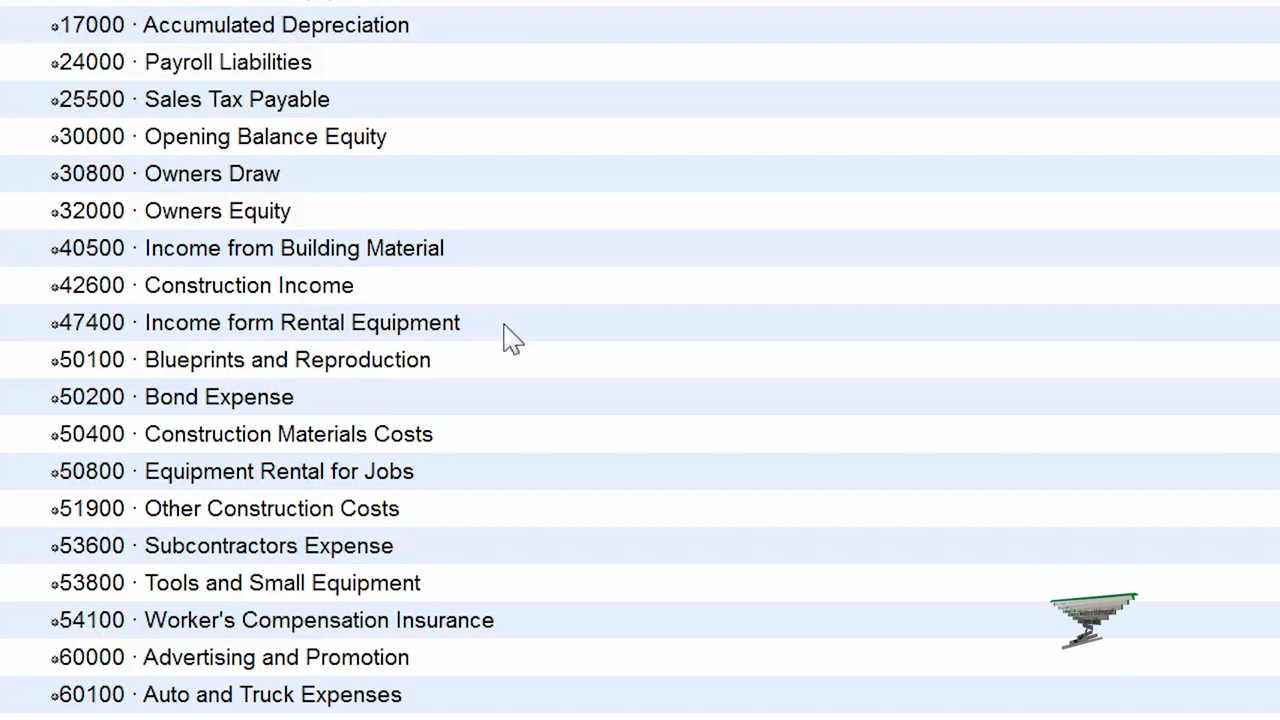 17000 · Accumulated Depreciation
24000 · Payroll Liabilities
25500 · Sales Tax Payable
30000 · Opening Balance Equity
30800 · Owners Draw
32000 · Owners Equity
40500 · Income from Building Material
42600 · Construction Income
47400 · Income form Rental Equipment
50100 · Blueprints and Reproduction
50200 · Bond Expense
50400 · Construction Materials Costs
50800 · Equipment Rental for Jobs
51900 · Other Construction Costs
53600 · Subcontractors Expense
53800 · Tools and Small Equipment
54100 · Worker's Compensation Insurance
60000 · Advertising and Promotion
60100 · Auto and Truck Expenses